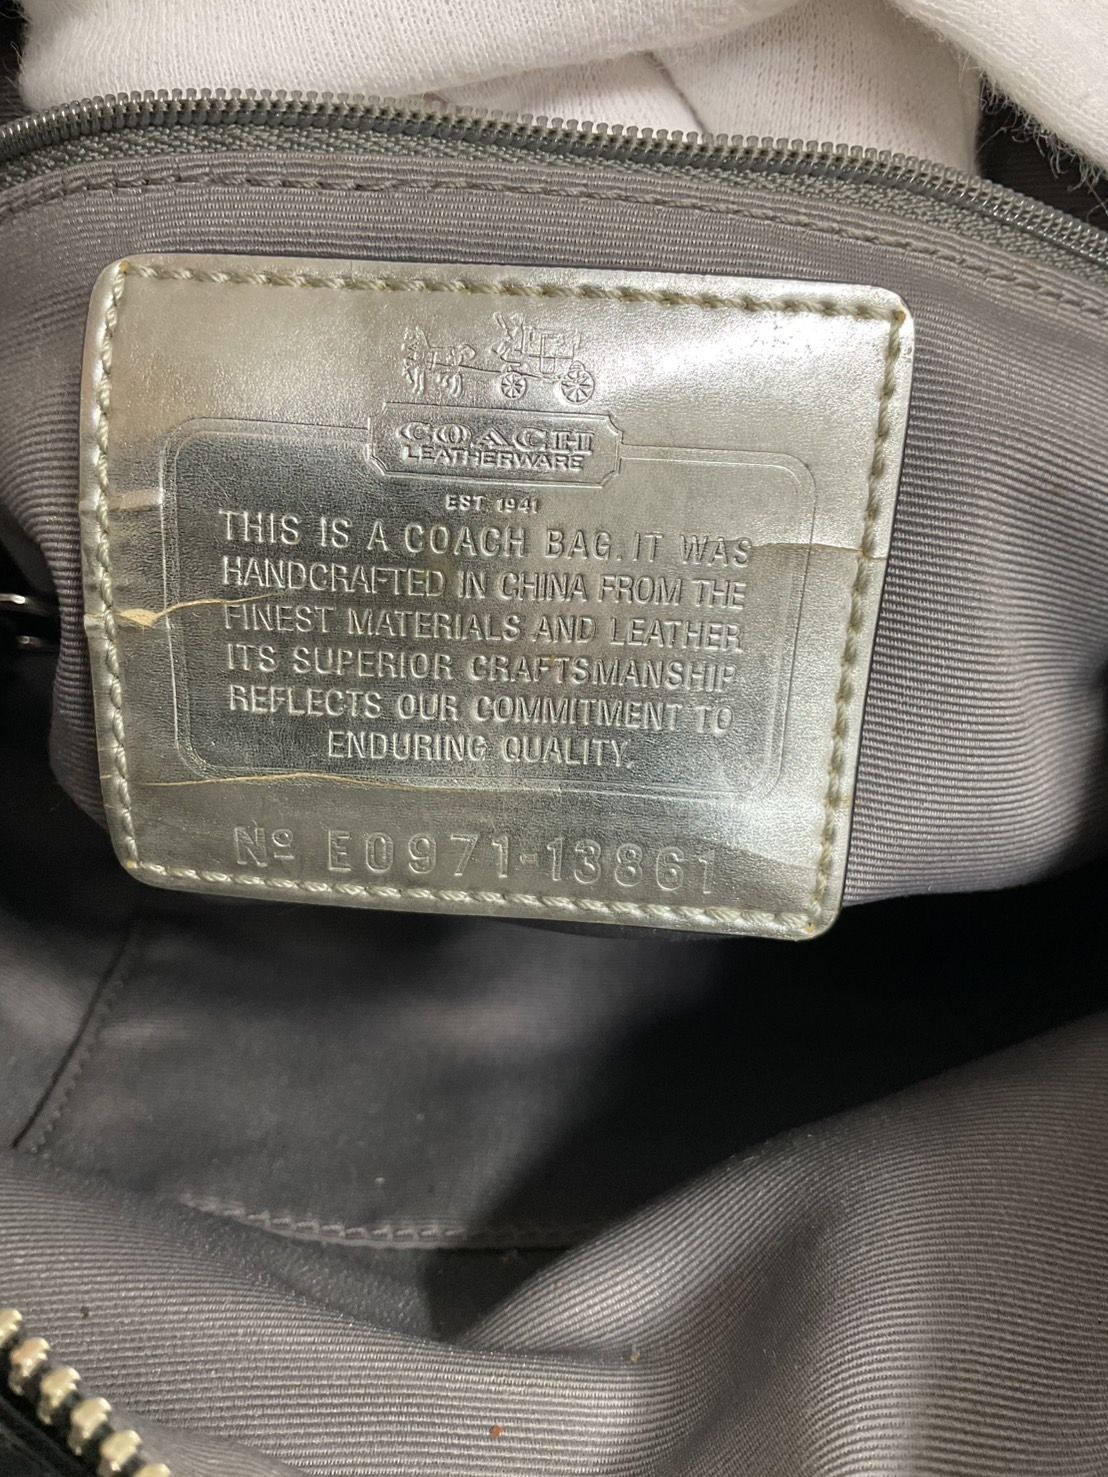 COACH
LEATHERWARE
EST. 1941
THIS IS A COACH BAG. IT WAS
HANDCRAFTED IN CHINA FROM THE
FINEST MATERIALS AND LEATHER.
ITS SUPERIOR CRAFTSMANSHIP
REFLECTS OUR COMMITMENT TO
ENDURING QUALITY.
Nº E0971-13861